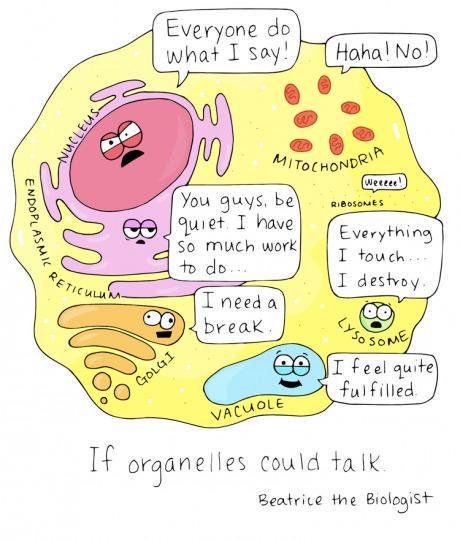 Everyone do
what I say!
Haha! No!
NUCLEUS
MITOCHONDRIA
Weeeee!
RIBOSOMES
ENDOPLASMIC RETICULUM
You guys, be
quiet. I have
so much work
to do...
Everything
I touch...
I destroy.
LYSOSOME
I need a
break.
GOLGI
I feel quite
fulfilled.
VACUOLE
If organelles could talk.
Beatrice the Biologist